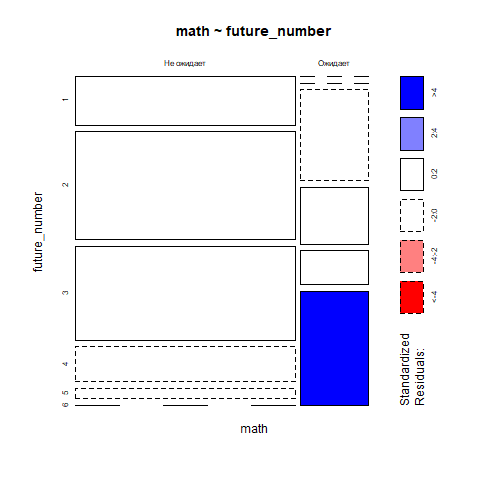 math ~ future_number
Не ожидает
Ожидает
1
2
3
4
5
6
future_number
math
>4
2:4
0:2
-2:0
-4:-2
<-4
Standardized
Residuals: